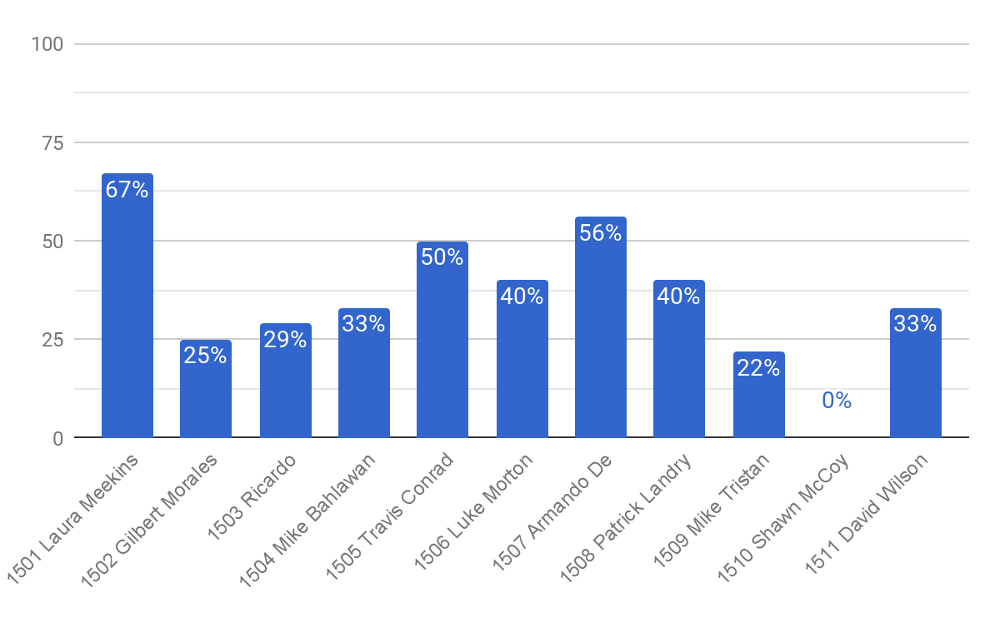 100
75
50
25
0
67%
25%
29%
33%
50%
40%
56%
40%
22%
0%
33%
1501 Laura Meekins
1502 Gilbert Morales
1503 Ricardo
1504 Mike Bahlawan
1505 Travis Conrad
1506 Luke Morton
1507 Armando De
1508 Patrick Landry
1509 Mike Tristan
1510 Shawn McCoy
1511 David Wilson